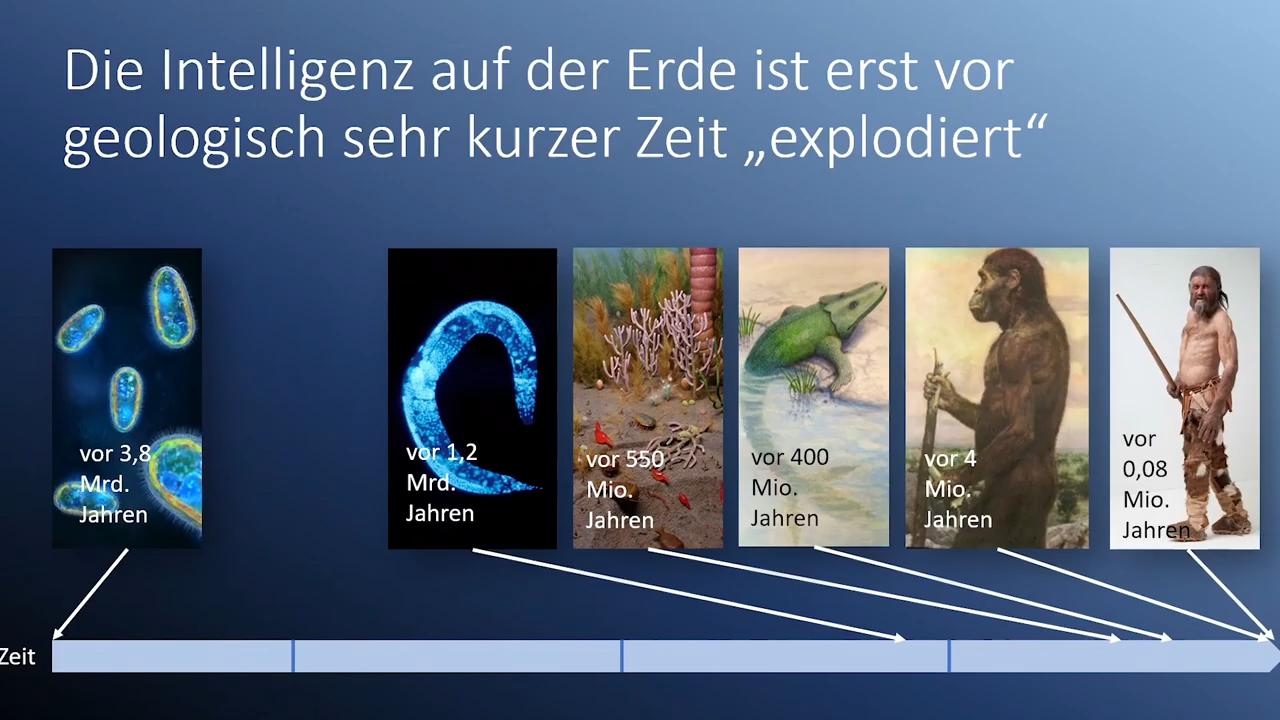 Die Intelligenz auf der Erde ist erst vor
geologisch sehr kurzer Zeit „explodiert“
vor 3,8
Mrd.
Jahren
vor 1,2
Mrd.
Jahren
vor 550
Mio.
Jahren
vor 400
Mio.
Jahren
vor 4
Mio.
Jahren
vor
0,08
Mio.
Jahren
Zeit